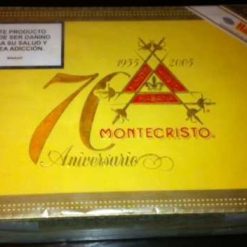 TE PRODUCTO
DE SER DAÑINO
A SU SALUD Y
EA ADICCIÓN.
1935 2005
70
MONTECRISTO
Aniversario